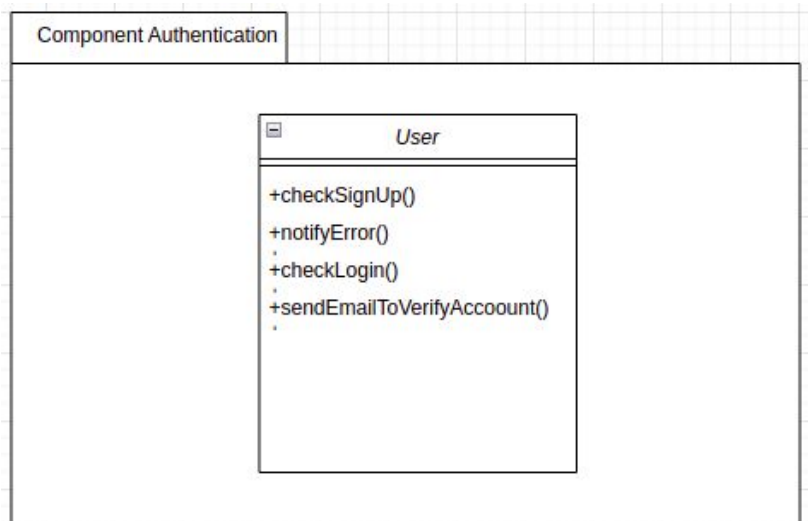 Component Authentication
User
+checkSignUp()
+notifyError()
+checkLogin()
+sendEmailToVerifyAccoount()